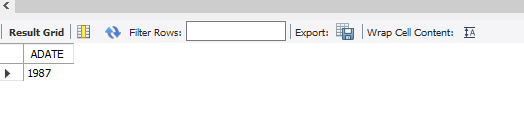 Result Grid Filter Rows: Export: Wrap Cell Content:
ADATE
1987